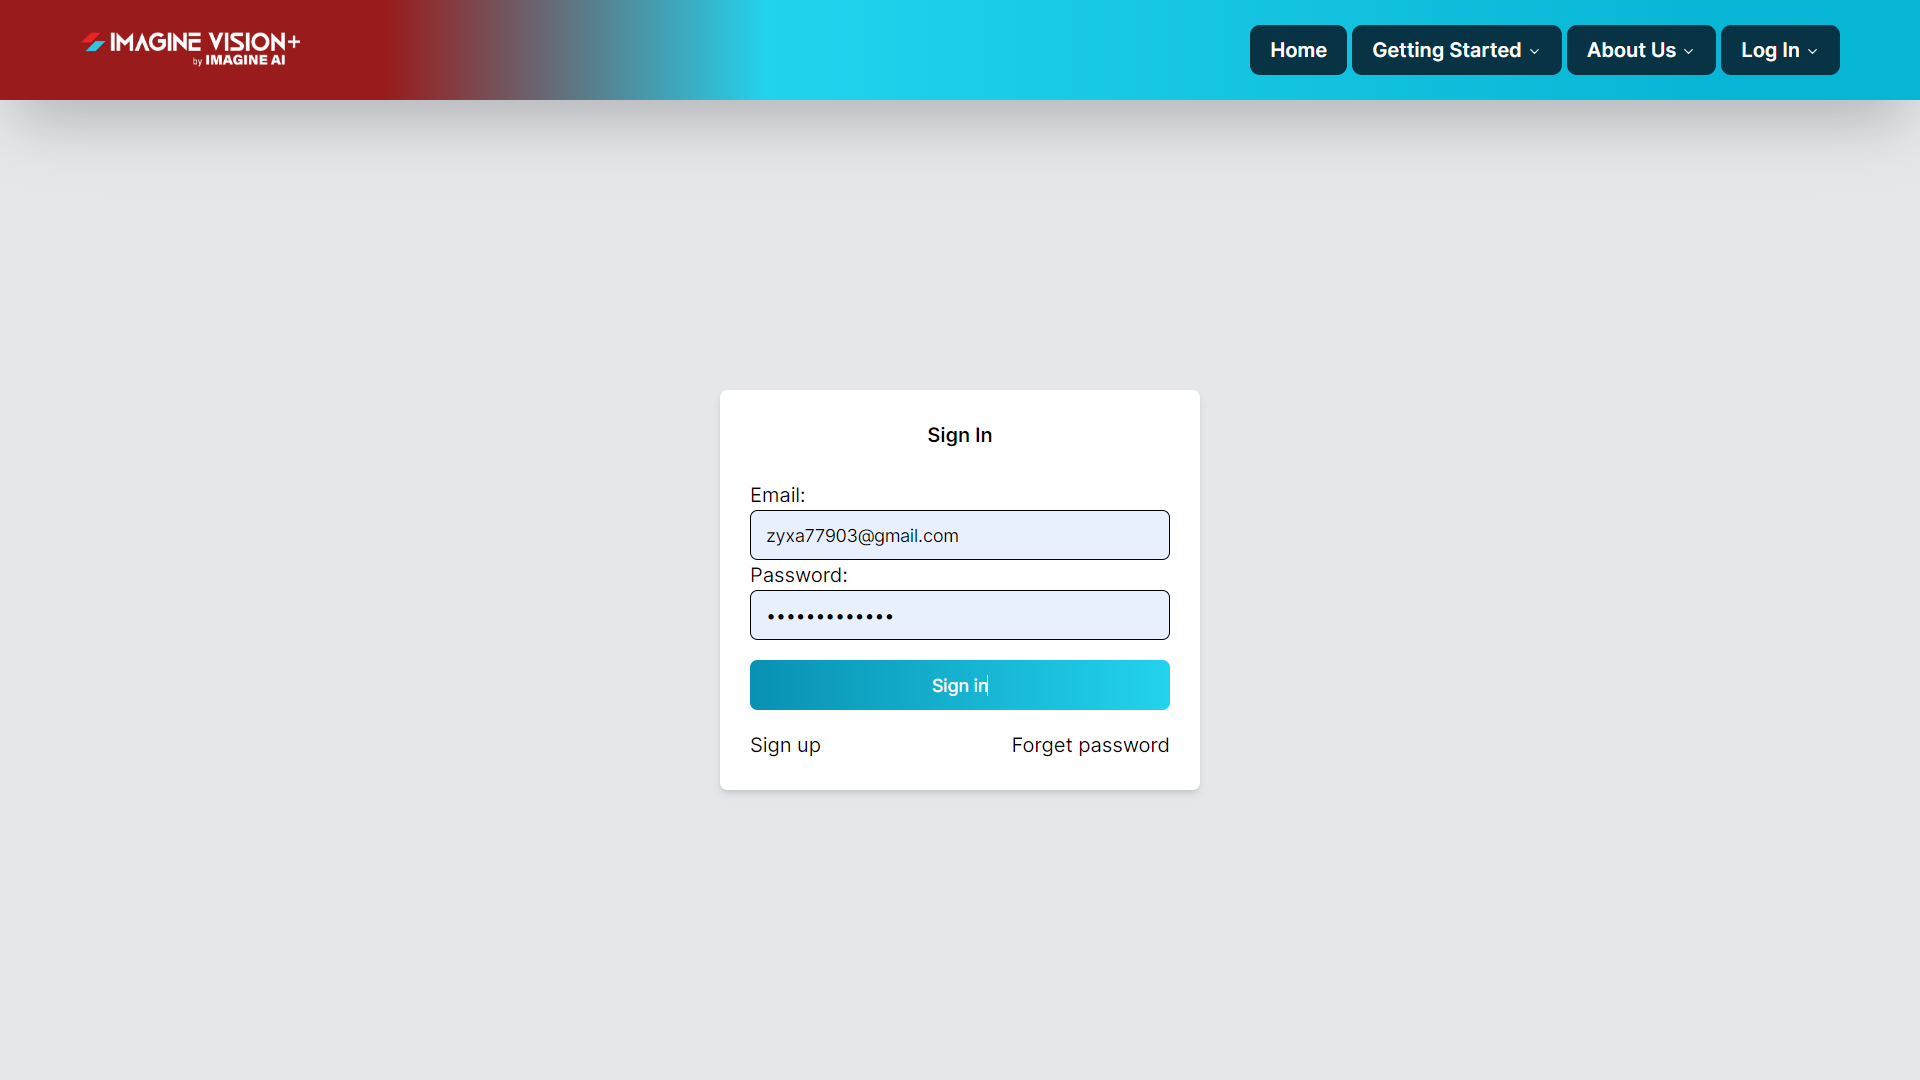 IMAGINE VISION+
by IMAGINE AI
Home
Getting Started
About Us
Log In
Sign In
Email:
zyxa77903@gmail.com
Password:
•••••••••••••
Sign in
Sign up
Forget password